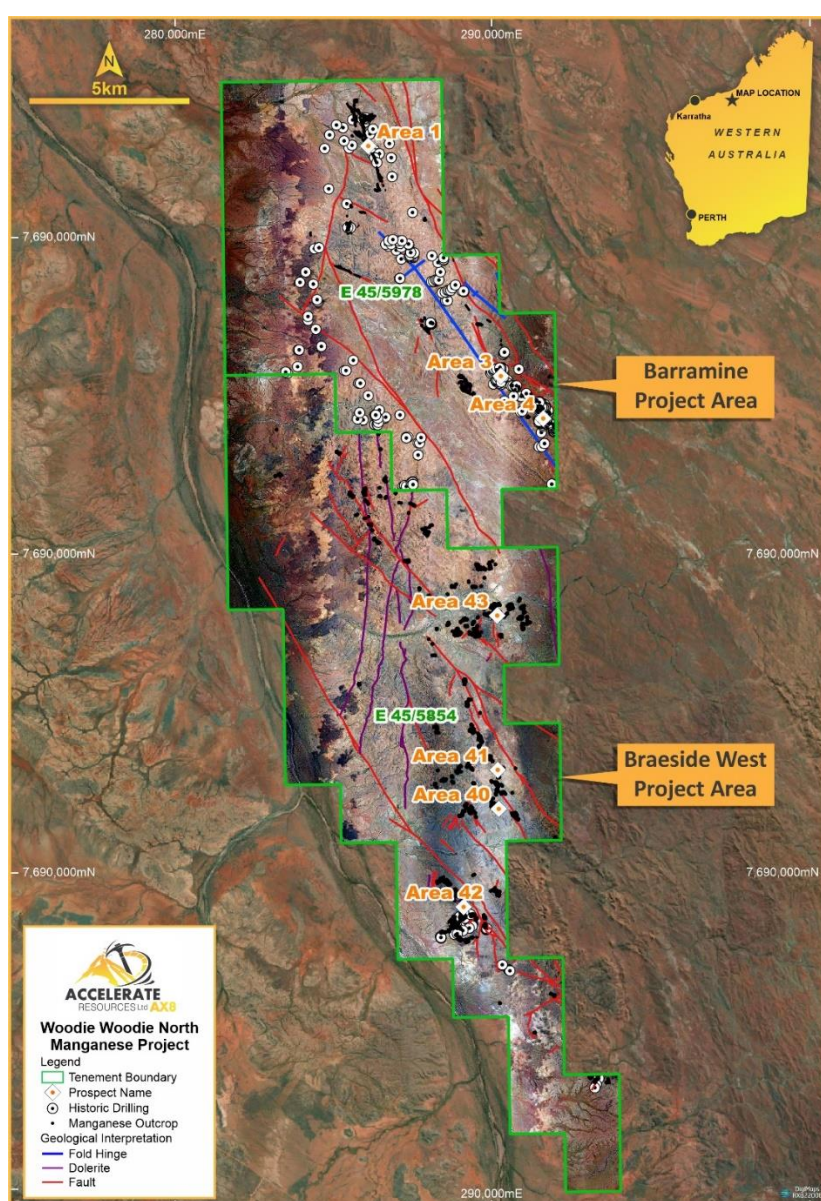 280,000mE
290,000mE
N
5km
MAP LOCATION
Karratha
WESTERN
AUSTRALIA
PERTH
Area 1
7,690,000mN
7,690,000mN
E 45/5978
Area 3
Area 4
Barramine
Project Area
7,690,000mN
7,690,000mN
Area 43
E 45/5854
Area 41
Area 40
Braeside West
Project Area
7,690,000mN
7,690,000mN
Area 42
ACCELERATE
RESOURCES Ltd AX8
Woodie Woodie North
Manganese Project
Legend
Tenement Boundary
Prospect Name
Historic Drilling
Manganese Outcrop
Geological Interpretation
Fold Hinge
Dolerite
Fault
290,000mE
DigMaps